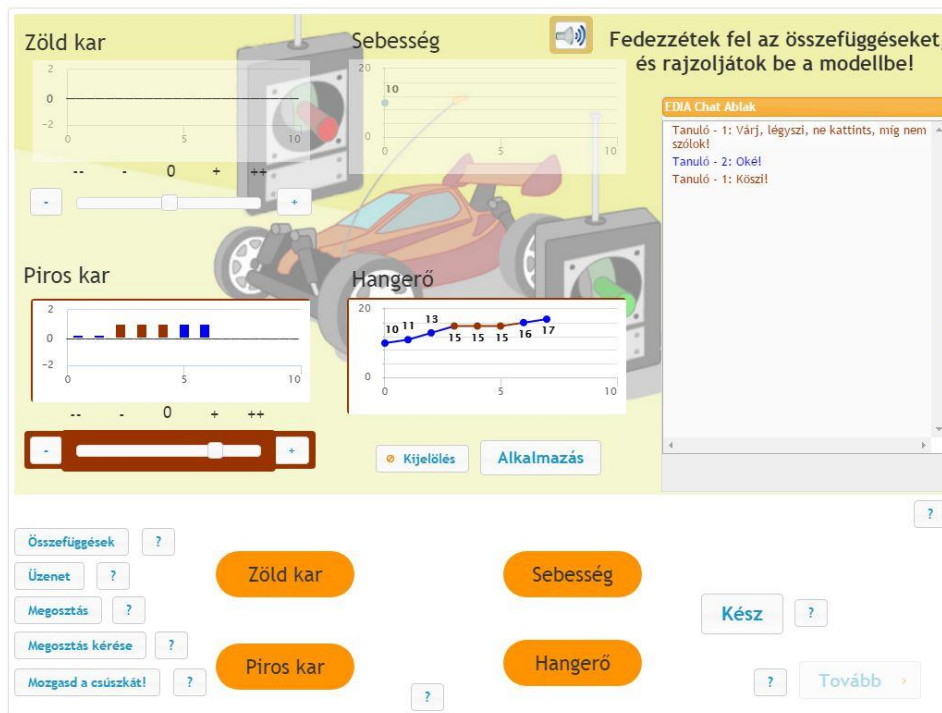 Zöld kar
2
0
-2
0
5
10
--
-
0
+
++
-
+
Sebesség
20
10
0
0
5
10
Fedezzétek fel az összefüggéseket,
és rajzoljátok be a modellbe!
EDIA Chat Ablak
Tanuló - 1: Várj, légyszi, ne kattints, míg nem
szólok!
Tanuló - 2: Oké!
Tanuló - 1: Köszi!
Piros kar
2
0
-2
0
5
10
--
-
0
+
++
-
+
Hangerő
20
10 11 13 15 15 15 16 17
0
0
5
10
Kijelölés
Alkalmazás
?
Összefüggések ?
Üzenet ?
Megosztás ?
Megosztás kérése ?
Mozgasd a csúszkát! ?
Zöld kar
Piros kar
?
Sebesség
Hangerő
Kész ?
? Tovább ›